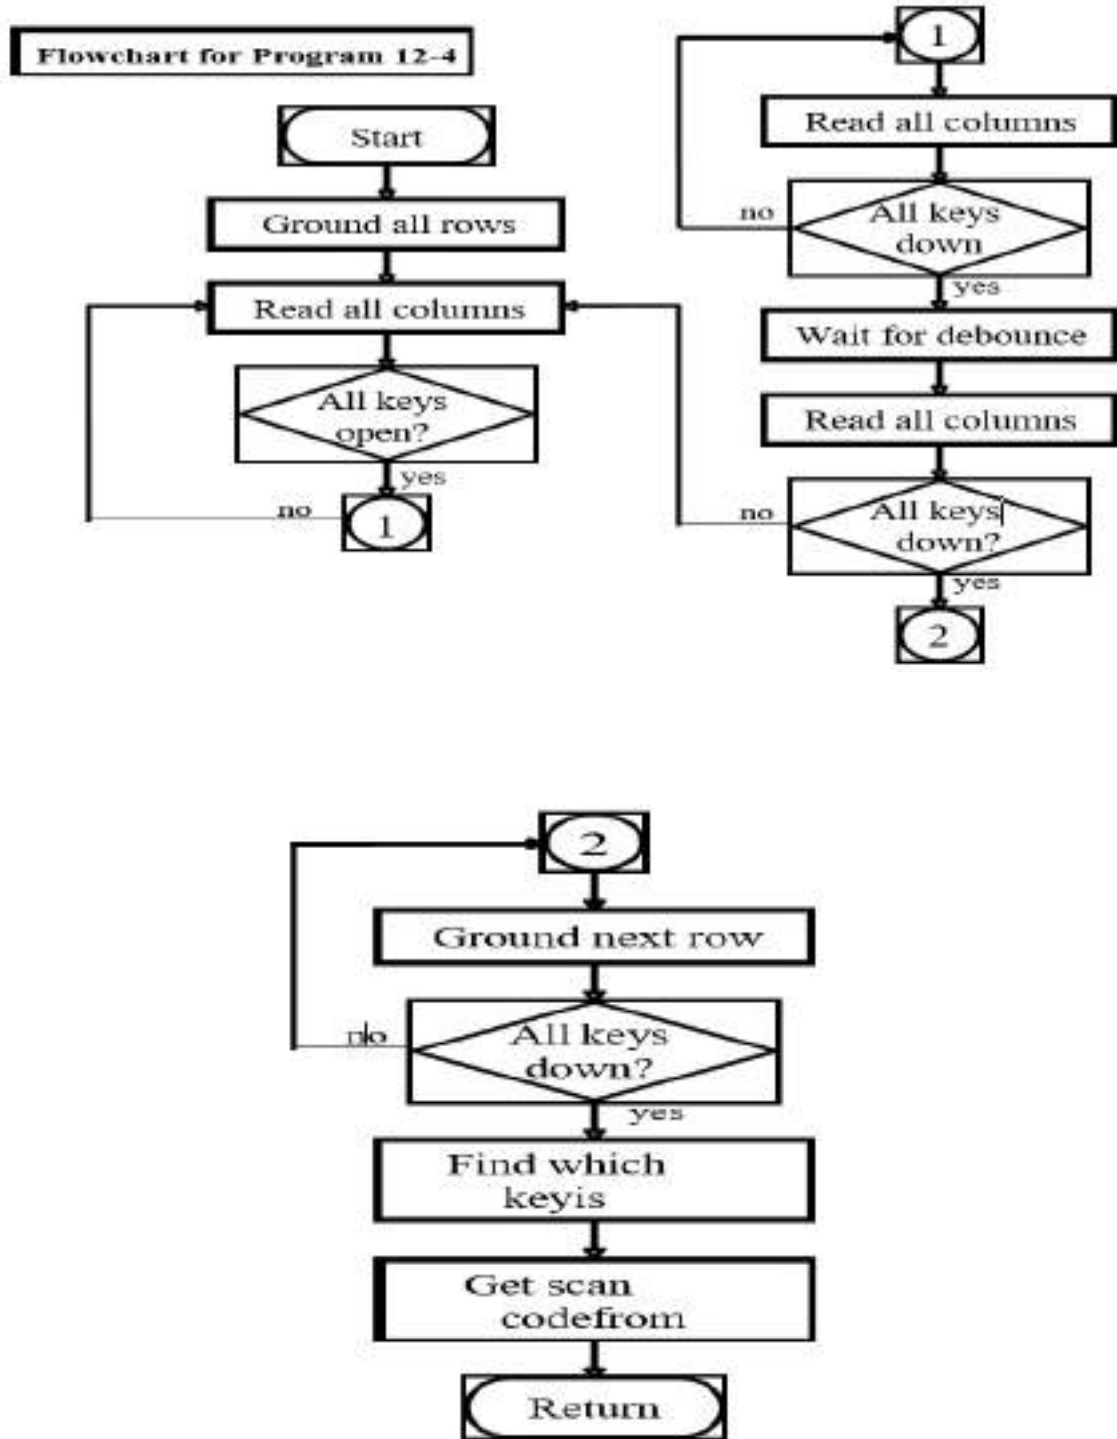 Flowchart for Program 12-4
Start
Ground all rows
Read all columns
All keys
open?
yes
no
1
1
Read all columns
no
All keys
down
yes
Wait for debounce
Read all columns
no
All keys
down?
yes
2
2
Ground next row
no
All keys
down?
yes
Find which
keyis
Get scan
codefrom
Return